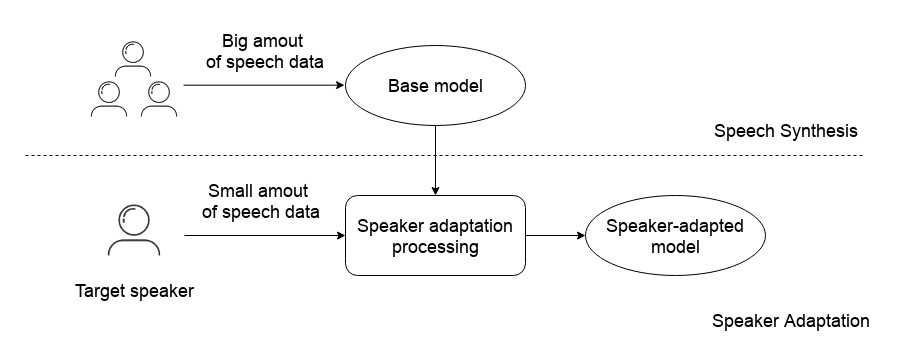 Big amout
of speech data
Base model
Speech Synthesis
Small amout
of speech data
Speaker adaptation
processing
Speaker-adapted
model
Target speaker
Speaker Adaptation